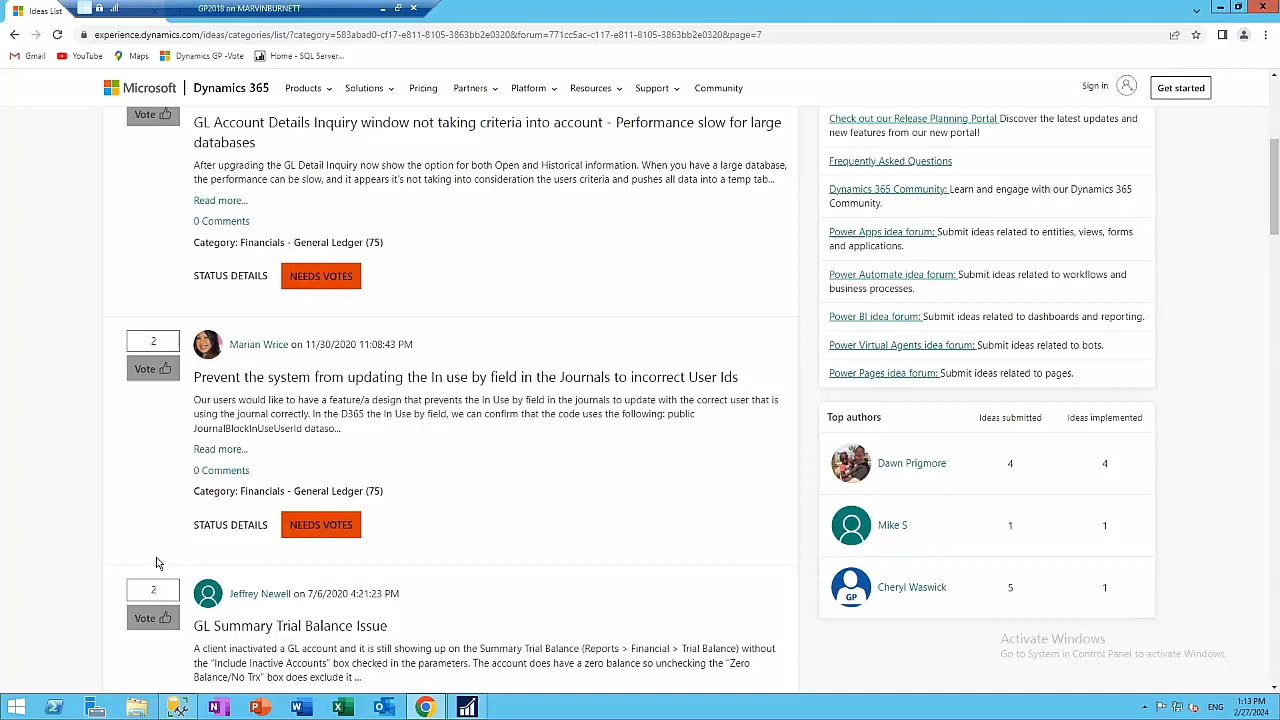 Ideas List
GP2018 on MARVINBURNETT
experience.dynamics.com/ideas/categories/list/?category=583abad0-cf17-e811-8105-3863bb2e0320&forum=771cc5ac-c117-e811-8105-3863bb2e0320&page=7
Gmail
YouTube
Maps
Dynamics GP -Vote
Home - SQL Server...
Microsoft
Dynamics 365
Products
Solutions
Pricing
Partners
Platform
Resources
Support
Community
Sign in
Get started
Vote
GL Account Details Inquiry window not taking criteria into account - Performance slow for large
databases
After upgrading the GL Detail Inquiry now show the option for both Open and Historical information. When you have a large database,
the performance can be slow, and it appears it's not taking into consideration the users criteria and pushes all data into a temp tab...
Read more...
0 Comments
Category: Financials - General Ledger (75)
STATUS DETAILS
NEEDS VOTES
2
Vote
Marian Wrice on 11/30/2020 11:08:43 PM
Prevent the system from updating the In use by field in the Journals to incorrect User Ids
Our users would like to have a feature/a design that prevents the In Use by field in the journals to update with the correct user that is
using the journal correctly. In the D365 the In Use by field, we can confirm that the code uses the following: public
JournalBlockInUseUserId dataso...
Read more...
0 Comments
Category: Financials - General Ledger (75)
STATUS DETAILS
NEEDS VOTES
2
Vote
Jeffrey Newell on 7/6/2020 4:21:23 PM
GL Summary Trial Balance Issue
A client inactivated a GL account and it is still showing up on the Summary Trial Balance (Reports > Financial > Trial Balance) without
the "Include Inactive Accounts" box checked in the parameters. The account does have a zero balance so unchecking the "Zero
Balance/No Trx" box does exclude it ...
Check out our Release Planning Portal Discover the latest updates and
new features from our new portal!
Frequently Asked Questions
Dynamics 365 Community: Learn and engage with our Dynamics 365
Community.
Power Apps idea forum: Submit ideas related to entities, views, forms
and applications.
Power Automate idea forum: Submit ideas related to workflows and
business processes.
Power BI idea forum: Submit ideas related to dashboards and reporting.
Power Virtual Agents idea forum: Submit ideas related to bots.
Power Pages idea forum: Submit ideas related to pages.
Top authors
Ideas submitted
Ideas implemented
Dawn Prigmore
4
4
Mike S
1
1
GP
Cheryl Waswick
5
1
Activate Windows
Go to System in Control Panel to activate Windows.
ENG
1:13 PM
2/27/2024